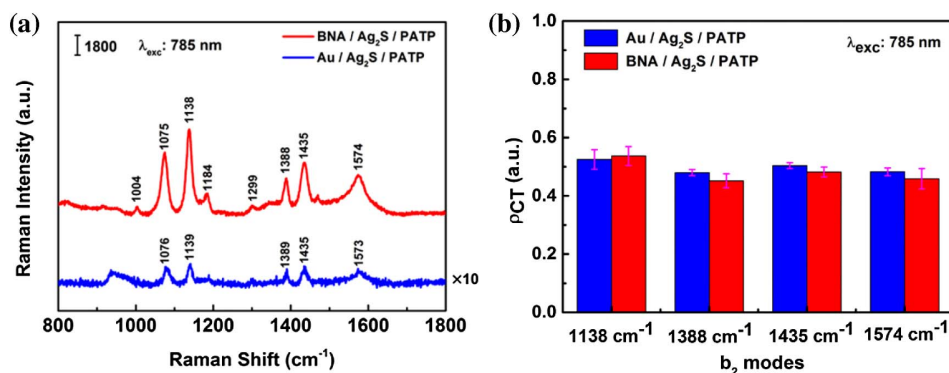 (a)
1800
λexc: 785 nm
BNA / Ag₂S / PATP
Au / Ag₂S / PATP
1004
1075
1138
1184
1299
1388
1435
1574
1076
1139
1389
1435
1573
×10
800 1000 1200 1400 1600 1800
Raman Shift (cm⁻¹)
Raman Intensity (a.u.)
(b)
Au / Ag₂S / PATP
BNA / Ag₂S / PATP
λexc: 785 nm
1.0
0.8
0.6
0.4
0.2
0.0
ρCT (a.u.)
1138 cm⁻¹ 1388 cm⁻¹ 1435 cm⁻¹ 1574 cm⁻¹
b₂ modes